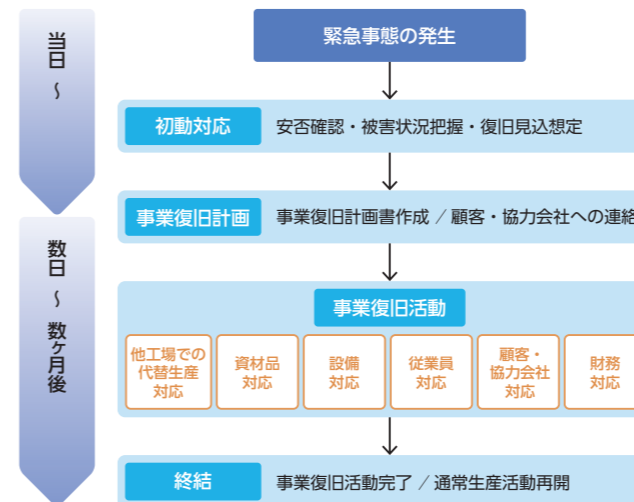 当日
〜
緊急事態の発生
初動対応 安否確認・被害状況把握・復旧見込想定
事業復旧計画 事業復旧計画書作成 / 顧客・協力会社への連絡
数日
〜
数ヶ月後
事業復旧活動
他工場での
代替生産
対応
資材品
対応
設備
対応
従業員
対応
顧客・
協力会社
対応
財務
対応
終結 事業復旧活動完了 / 通常生産活動再開